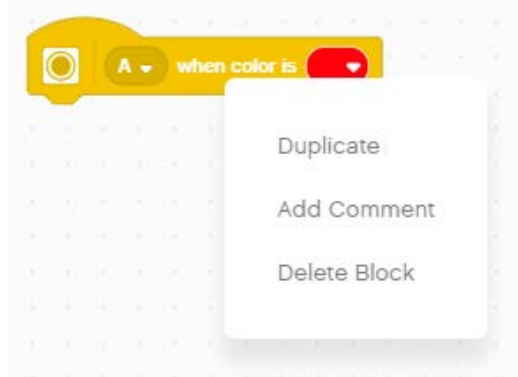 A when color is
Duplicate
Add Comment
Delete Block